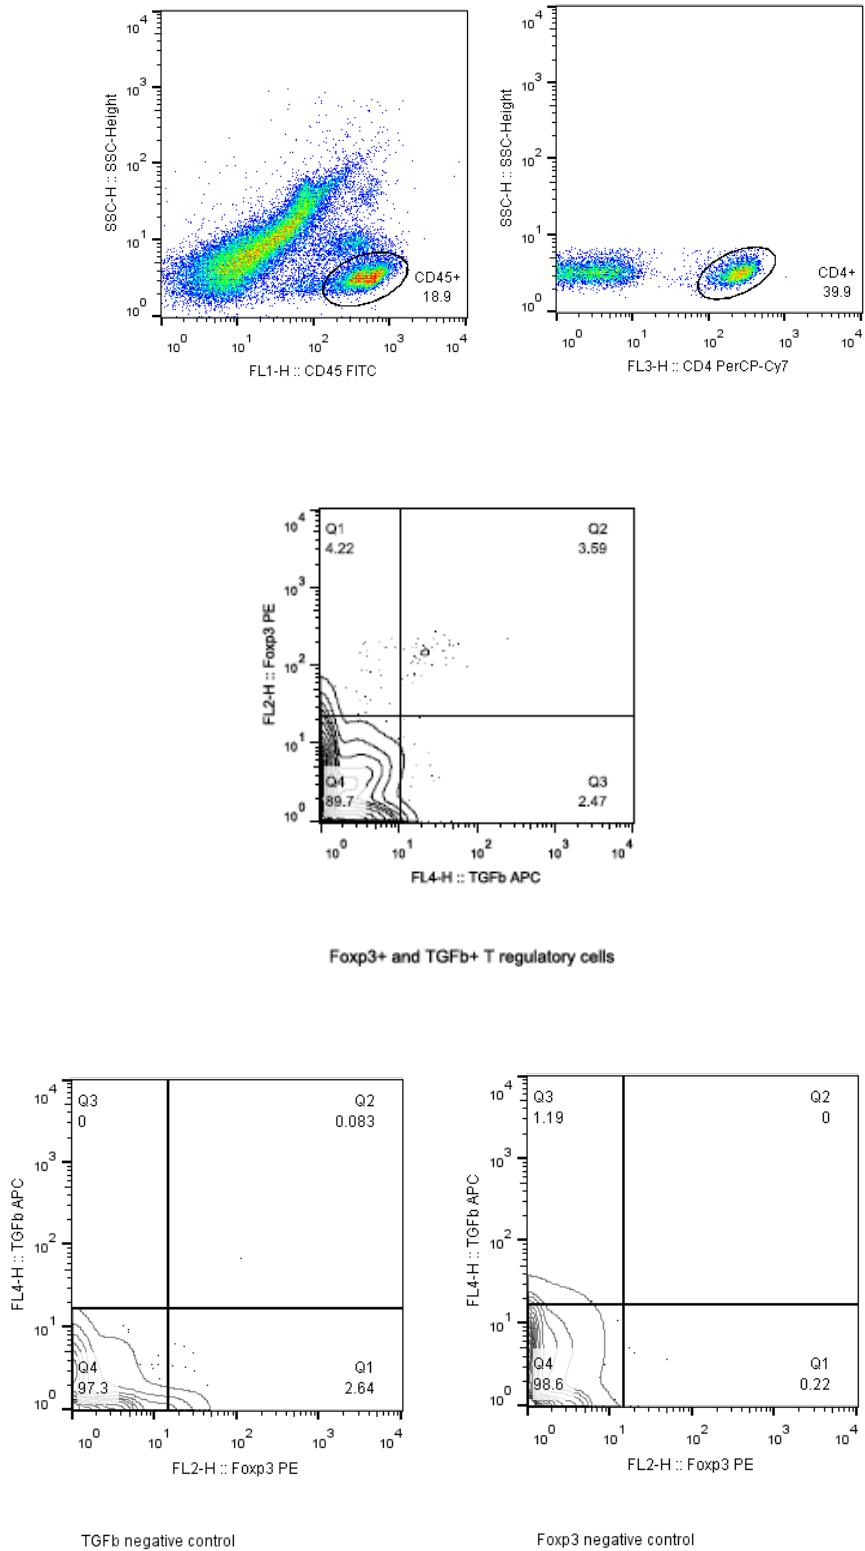 10^4
10^3
10^2
10^1
10^0
SSC-H :: SSC-Height
CD45+
18.9
10^0 10^1 10^2 10^3 10^4
FL1-H :: CD45 FITC
10^4
10^3
10^2
10^1
10^0
SSC-H :: SSC-Height
CD4+
39.9
10^0 10^1 10^2 10^3 10^4
FL3-H :: CD4 PerCP-Cy7
10^4
10^3
10^2
10^1
10^0
FL2-H :: Foxp3 PE
Q1
4.22
Q2
3.59
Q4
89.7
Q3
2.47
10^0 10^1 10^2 10^3 10^4
FL4-H :: TGFb APC
Foxp3+ and TGFb+ T regulatory cells
10^4
10^3
10^2
10^1
10^0
FL4-H :: TGFb APC
Q3
0
Q2
0.083
Q4
97.3
Q1
2.64
10^0 10^1 10^2 10^3 10^4
FL2-H :: Foxp3 PE
TGFb negative control
10^4
10^3
10^2
10^1
10^0
FL4-H :: TGFb APC
Q3
1.19
Q2
0
Q4
98.6
Q1
0.22
10^0 10^1 10^2 10^3 10^4
FL2-H :: Foxp3 PE
Foxp3 negative control